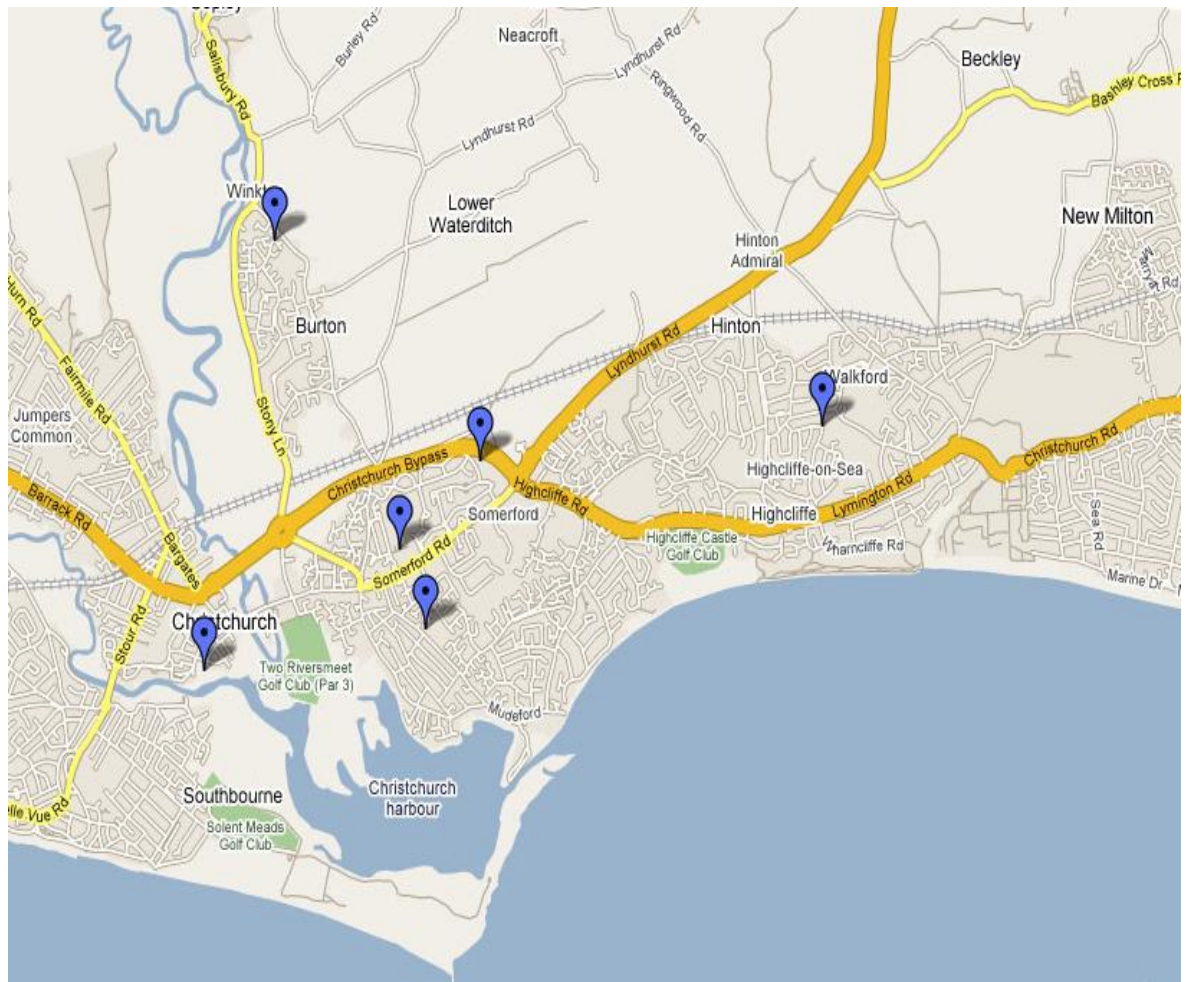 Neacroft
Burley Rd
Lyndhurst Rd
Salisbury Rd
Ringwood Rd
Beckley
Bashley Cross R
Lyndhurst Rd
Lower
Waterditch
New Milton
Hinton
Admiral
Hurn Rd
Fairmile Rd
Burton
Hinton
Lyndhurst Rd
Walkford
Jumpers
Common
Stony Ln
Christchurch Bypass
Highcliffe-on-Sea
Christchurch Rd
Barrack Rd
Highcliffe Rd
Lymington Rd
Somerford
Highcliffe
Sea Rd
Bargates
Highcliffe Castle
Golf Club
Wharncliffe Rd
Somerford Rd
Marine Dr
Christchurch
Stour Rd
Two Riversmeet
Golf Club (Par 3)
Mudeford
Christchurch
harbour
Southbourne
elle Vue Rd
Solent Meads
Golf Club